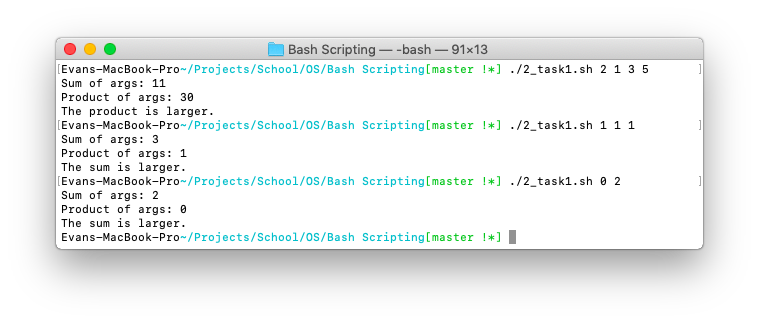 Bash Scripting — -bash — 91×13
[Evans-MacBook-Pro~/Projects/School/OS/Bash Scripting[master !*] ./2_task1.sh 2 1 3 5 ]
Sum of args: 11
Product of args: 30
The product is larger.
[Evans-MacBook-Pro~/Projects/School/OS/Bash Scripting[master !*] ./2_task1.sh 1 1 1 ]
Sum of args: 3
Product of args: 1
The sum is larger.
[Evans-MacBook-Pro~/Projects/School/OS/Bash Scripting[master !*] ./2_task1.sh 0 2 ]
Sum of args: 2
Product of args: 0
The sum is larger.
Evans-MacBook-Pro~/Projects/School/OS/Bash Scripting[master !*]